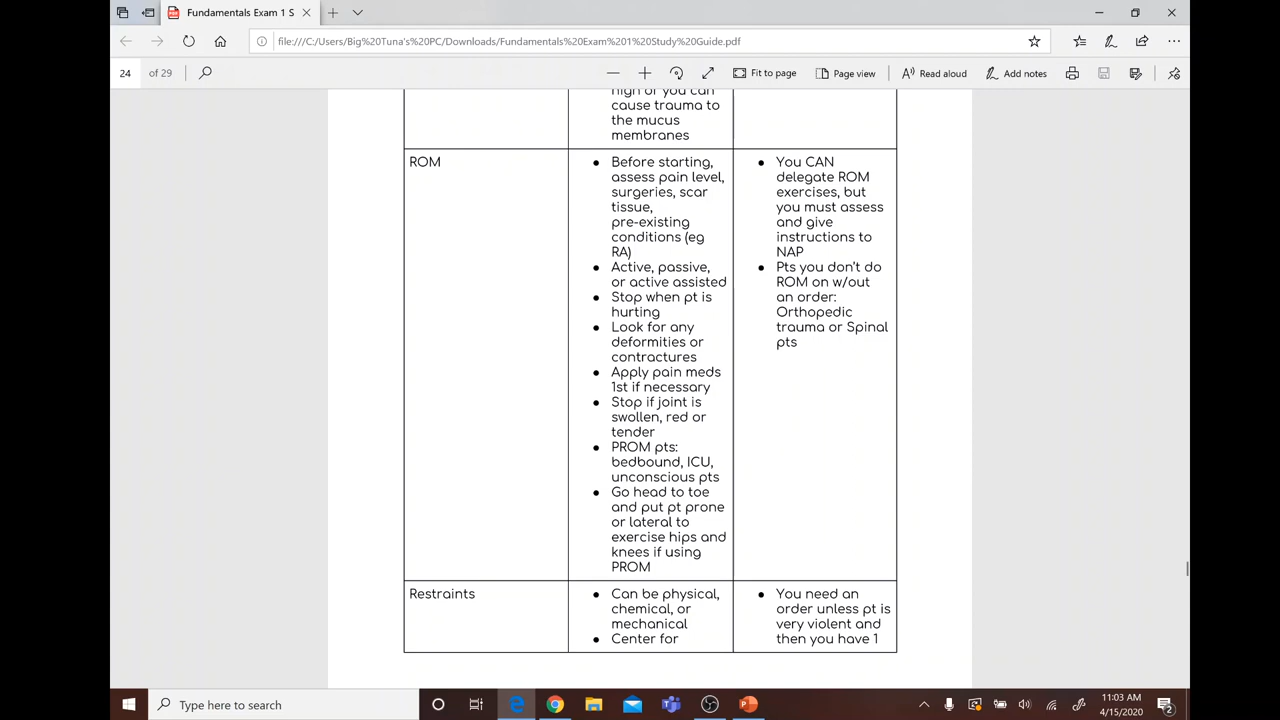 Fundamentals Exam 1 S
file:///C:/Users/Big%20Tuna's%20PC/Downloads/Fundamentals%20Exam%201%20Study%20Guide.pdf
24 of 29
Fit to page
Page view
Read aloud
Add notes
high or you can
cause trauma to
the mucus
membranes
ROM
● Before starting,
assess pain level,
surgeries, scar
tissue,
pre-existing
conditions (eg
RA)
● Active, passive,
or active assisted
● Stop when pt is
hurting
● Look for any
deformities or
contractures
● Apply pain meds
1st if necessary
● Stop if joint is
swollen, red or
tender
● PROM pts:
bedbound, ICU,
unconscious pts
● Go head to toe
and put pt prone
or lateral to
exercise hips and
knees if using
PROM
● You CAN
delegate ROM
exercises, but
you must assess
and give
instructions to
NAP
● Pts you don't do
ROM on w/out
an order:
Orthopedic
trauma or Spinal
pts
Restraints
● Can be physical,
chemical, or
mechanical
● Center for
● You need an
order unless pt is
very violent and
then you have 1
Type here to search
11:03 AM
4/15/2020
2